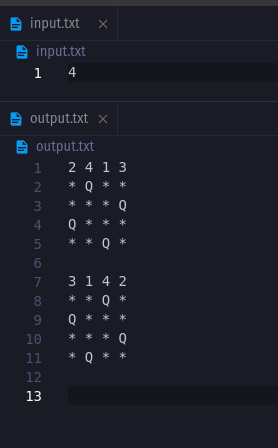 input.txt
input.txt
1 4
output.txt
output.txt
1 2 4 1 3
2 * Q * *
3 * * * Q
4 Q * * *
5 * * Q *
6
7 3 1 4 2
8 * * Q *
9 Q * * *
10 * * * Q
11 * Q * *
12
13